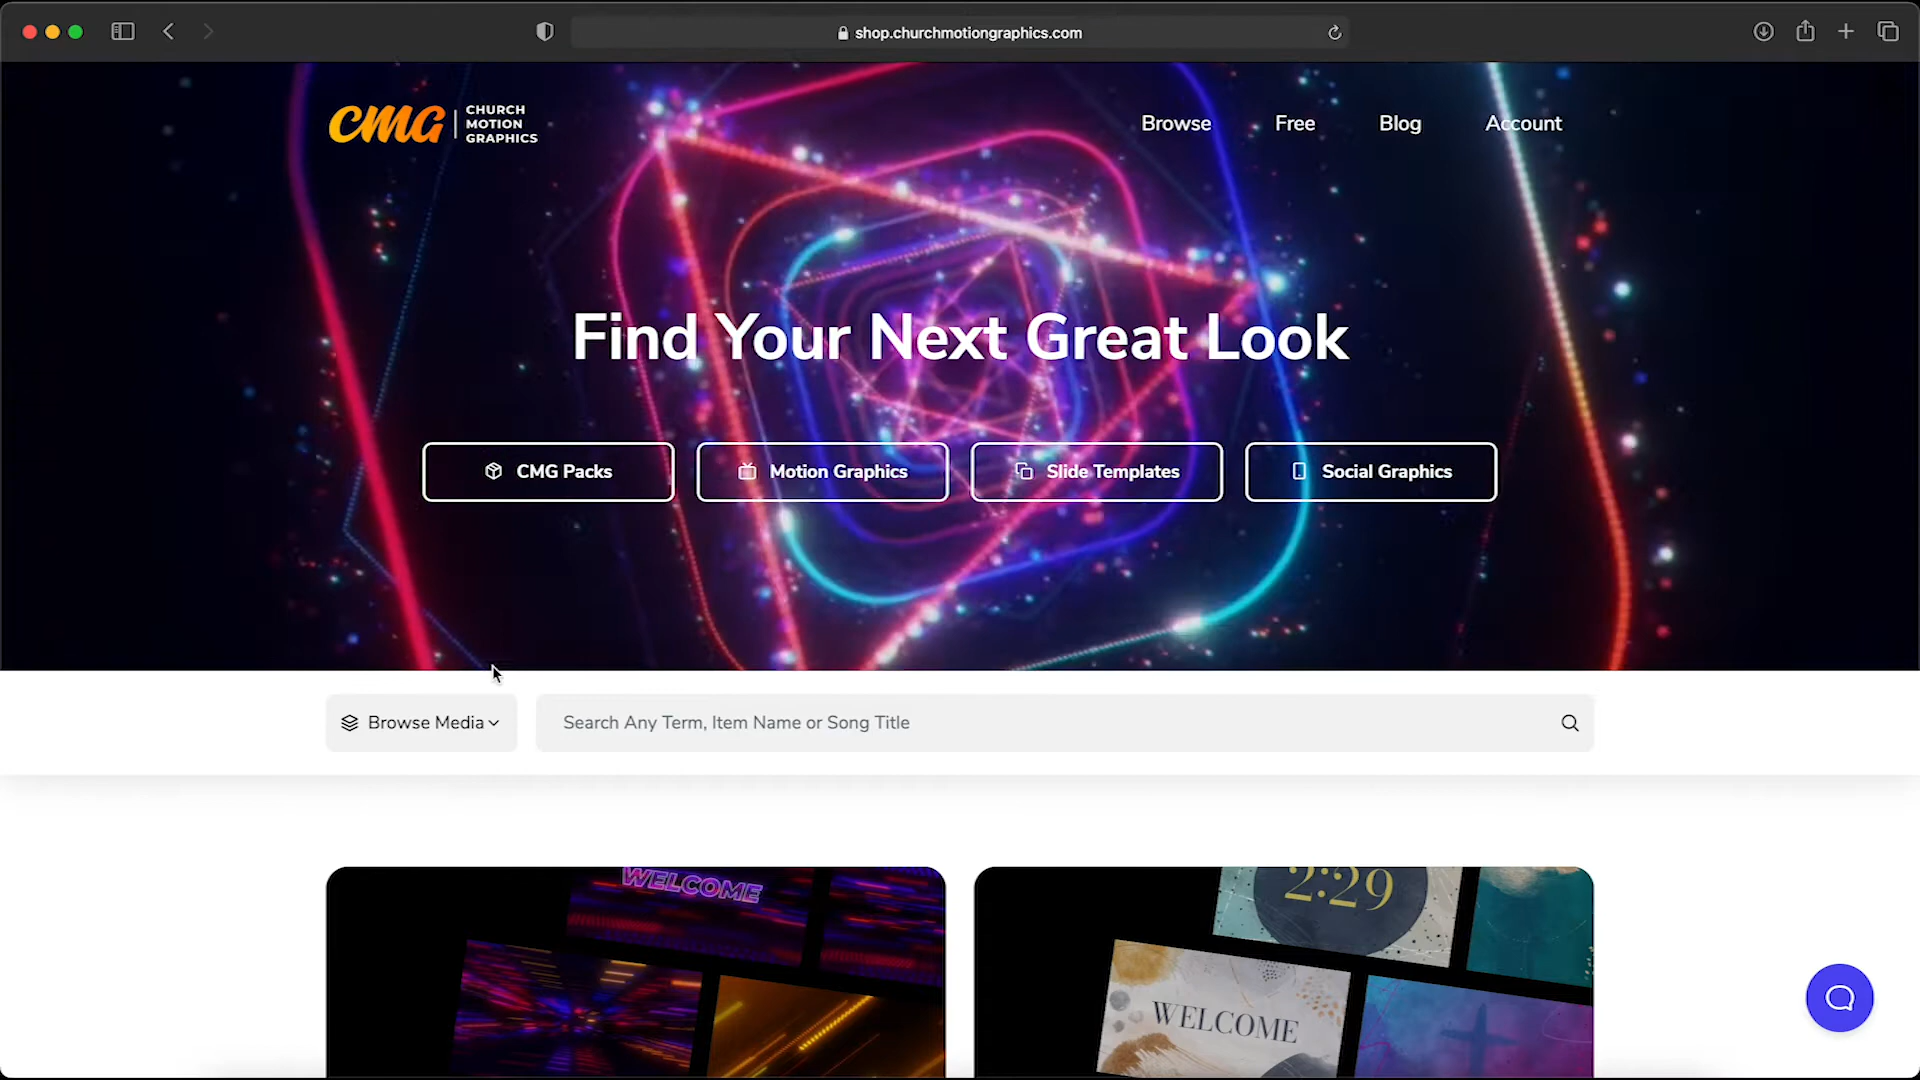 shop.churchmotiongraphics.com
CMG
CHURCH
MOTION
GRAPHICS
Browse
Free
Blog
Account
Find Your Next Great Look
CMG Packs
Motion Graphics
Slide Templates
Social Graphics
Browse Media
Search Any Term, Item Name or Song Title
WELCOME
2:29
WELCOME